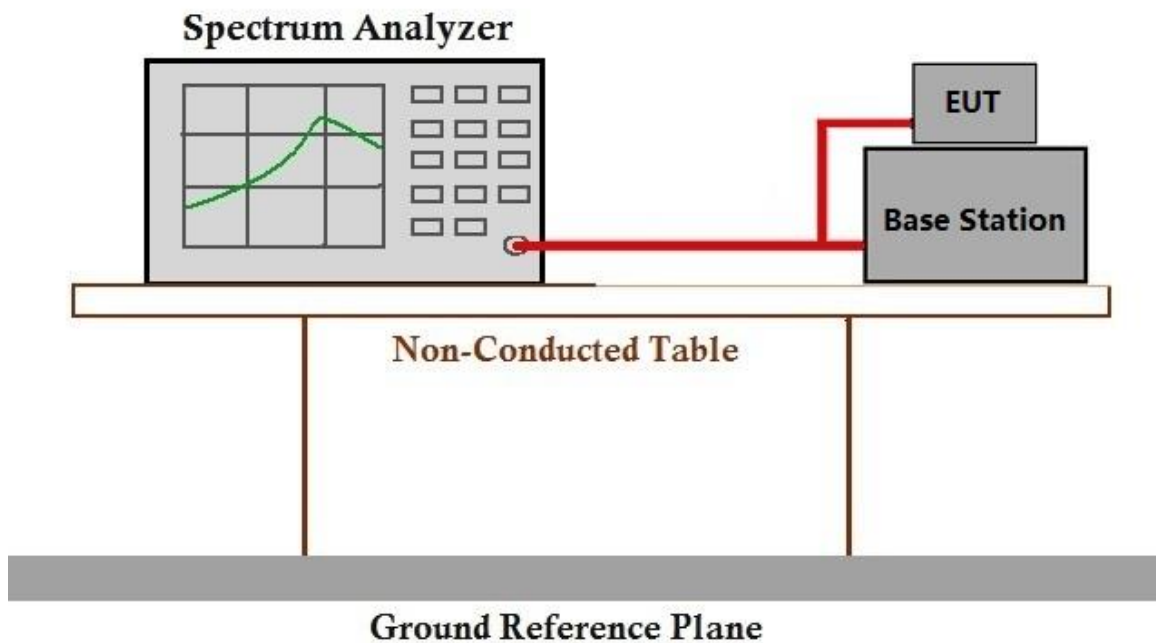 Spectrum Analyzer
EUT
Base Station
Non-Conducted Table
Ground Reference Plane